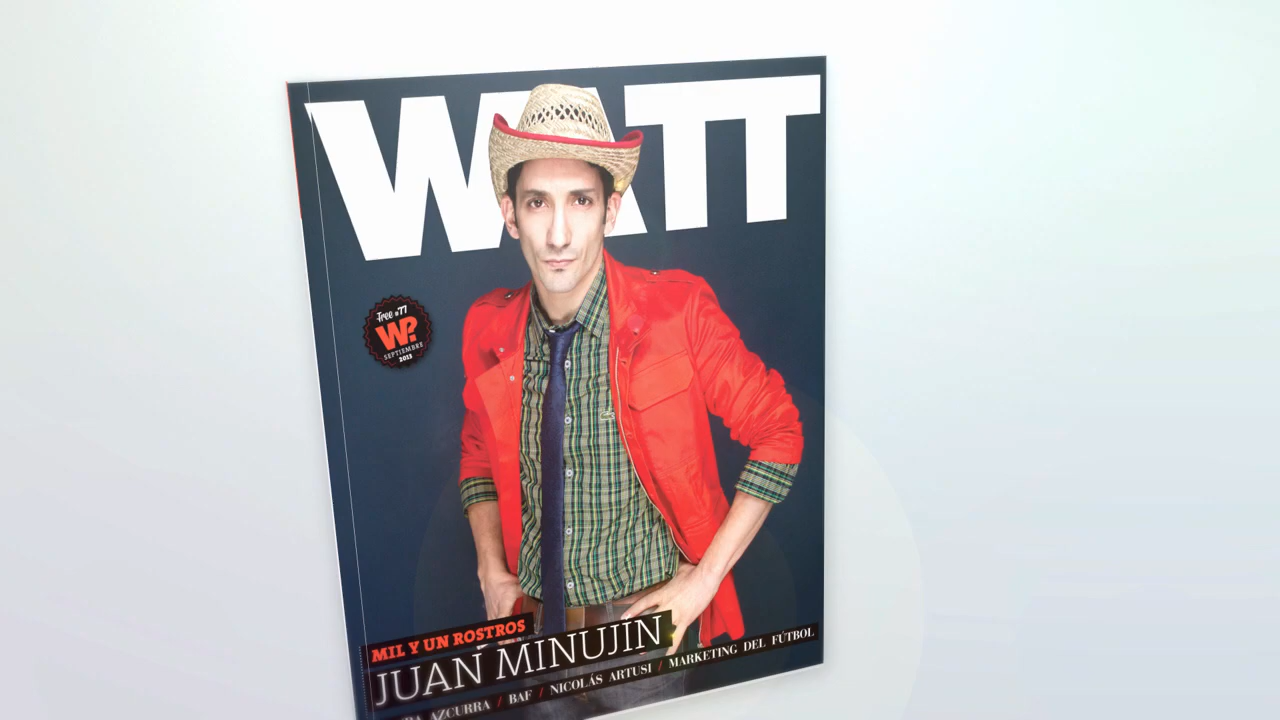 WATT
free #77
W?
SEPTIEMBRE
2013
MIL Y UN ROSTROS
JUAN MINUJÍN
AZCURRA / BAF / NICOLÁS ARTUSI / MARKETING DEL FÚTBOL